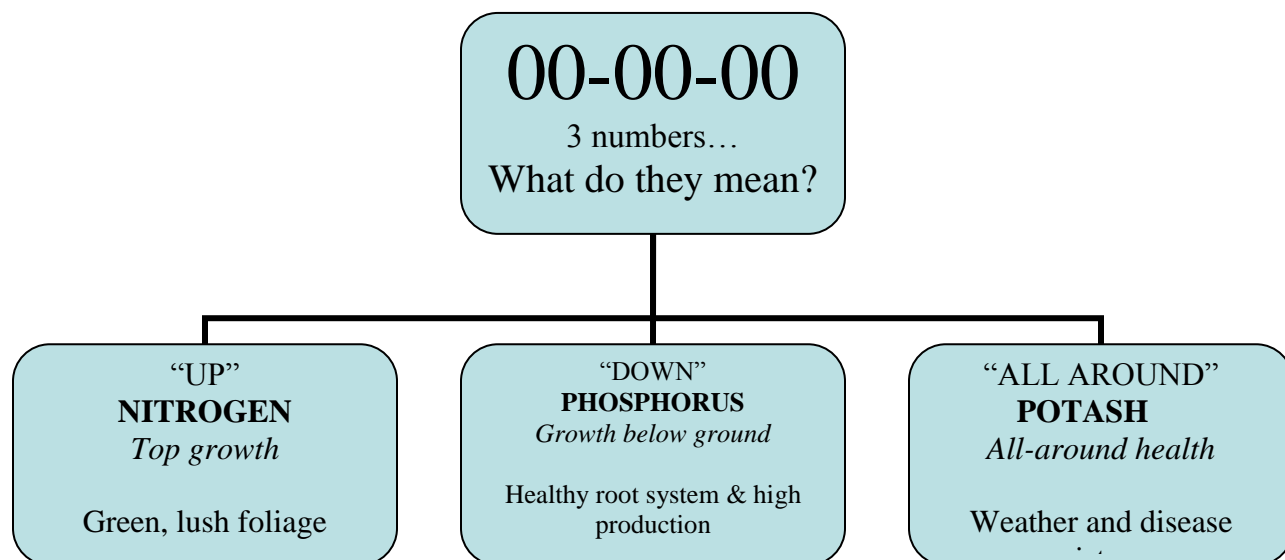 00-00-00
3 numbers…
What do they mean?
“UP”
NITROGEN
Top growth
Green, lush foliage
“DOWN”
PHOSPHORUS
Growth below ground
Healthy root system & high
production
“ALL AROUND”
POTASH
All-around health
Weather and disease